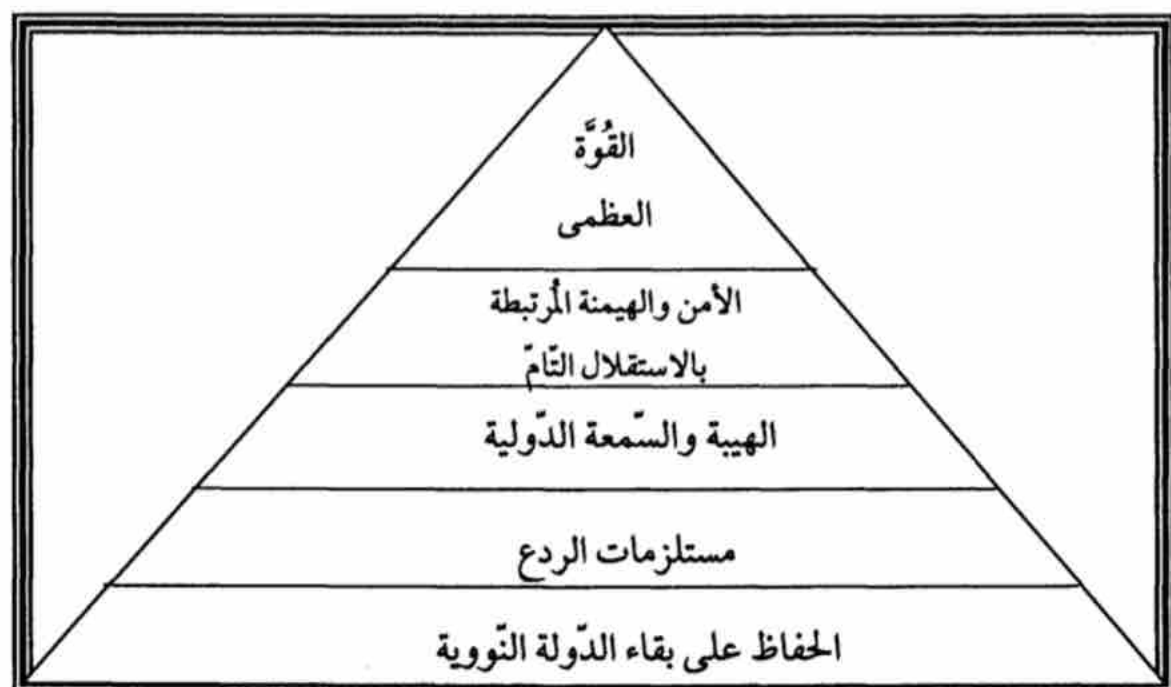 القُوَّة
العظمى
الأمن والهيمنة المُرتبطة
بالاستقلال التّامّ
الهيبة والسّمعة الدّولية
مستلزمات الردع
الحفاظ على بقاء الدّولة النّووية